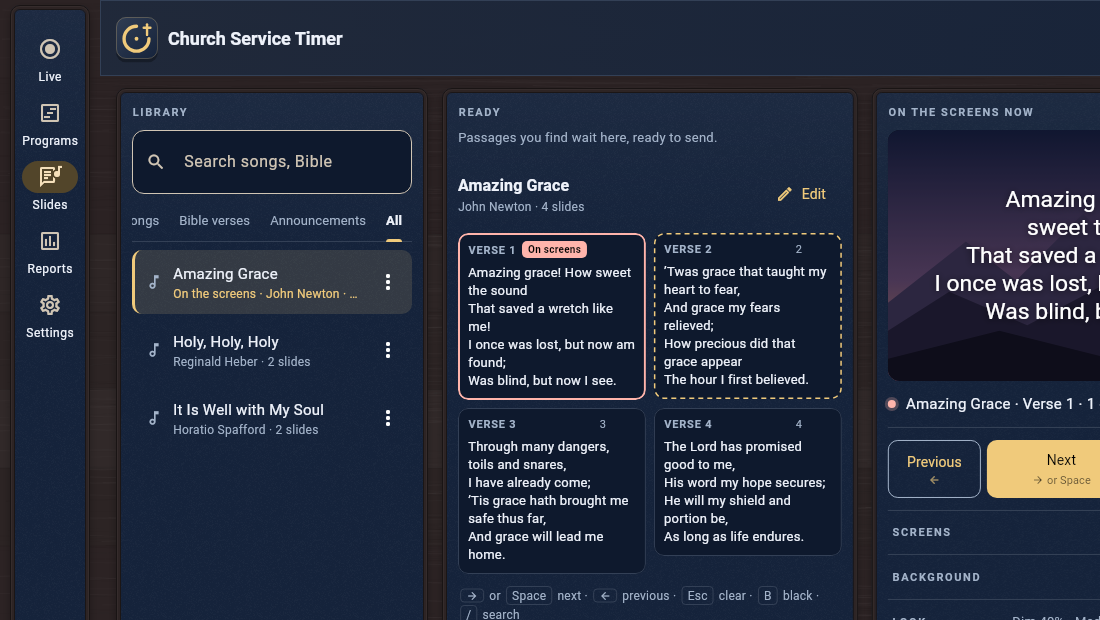 Church Service Timer
Live
Programs
Slides
Reports
Settings
LIBRARY
Search songs, Bible
ongs Bible verses Announcements All
Amazing Grace
On the screens · John Newton · …
Holy, Holy, Holy
Reginald Heber · 2 slides
It Is Well with My Soul
Horatio Spafford · 2 slides
READY
Passages you find wait here, ready to send.
Amazing Grace
John Newton · 4 slides
Edit
VERSE 1 On screens
Amazing grace! How sweet
the sound
That saved a wretch like
me!
I once was lost, but now am
found;
Was blind, but now I see.
VERSE 2 2
’Twas grace that taught my
heart to fear,
And grace my fears
relieved;
How precious did that
grace appear
The hour I first believed.
VERSE 3 3
Through many dangers,
toils and snares,
I have already come;
’Tis grace hath brought me
safe thus far,
And grace will lead me
home.
VERSE 4 4
The Lord has promised
good to me,
His word my hope secures;
He will my shield and
portion be,
As long as life endures.
→ or Space next · ← previous · Esc clear · B black ·
/ search
ON THE SCREENS NOW
Amazing
sweet t
That saved a
I once was lost, b
Was blind, b
Amazing Grace · Verse 1 · 1
Previous
←
Next
→ or Space
SCREENS
BACKGROUND